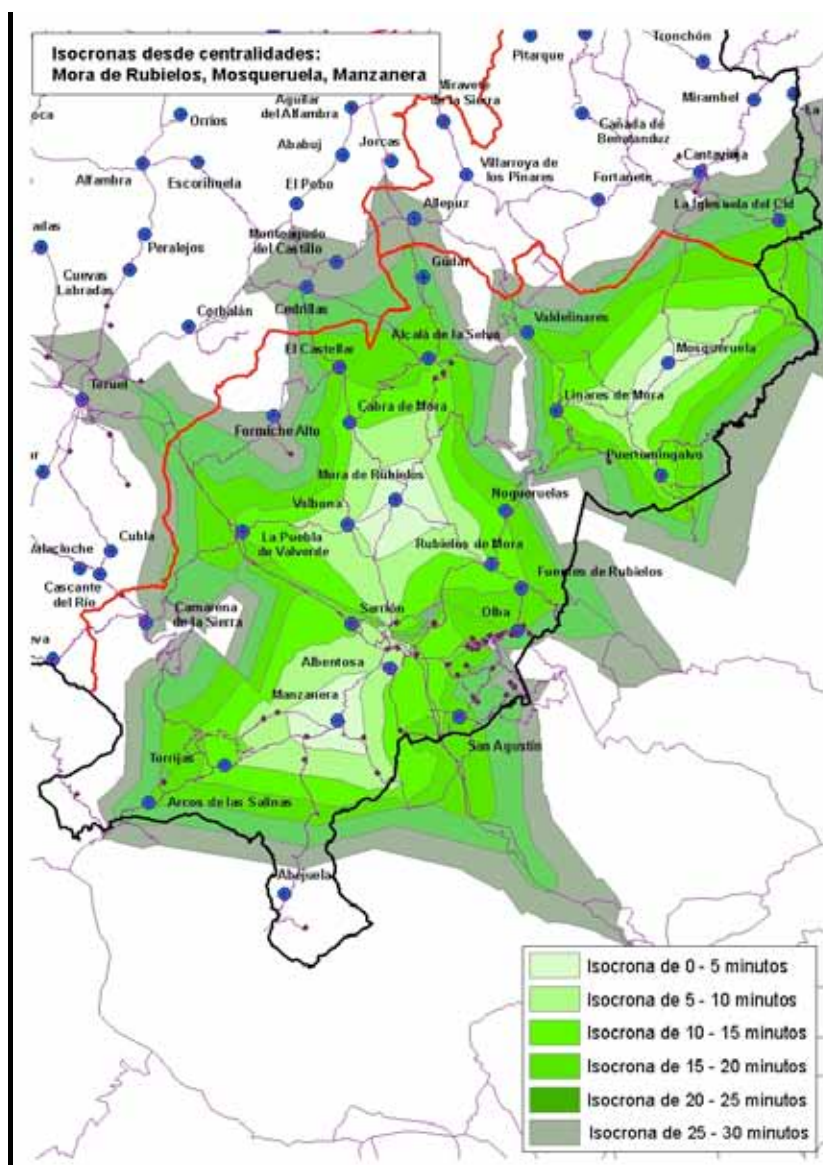 Isocronas desde centralidades:
Mora de Rubielos, Mosqueruela, Manzanera
Tronchón
Pitarque
Miravete
de la Sierra
Mirambel
La
oca
Orrios
Aguilar
del Alfambra
Cañada de
Benatanduz
Ababuj
Jorcas
Cantavieja
Alfambra
Escorihuela
Villarroya de
los Pinares
Fortanete
El Pobo
La Iglesuela del Cid
Allepuz
adas
Peralejos
Monteagudo
del Castillo
Gúdar
Cuevas
Labradas
Cedrillas
Corbalán
Valdelinares
Alcalá de la Selva
El Castellar
Mosqueruela
Teruel
Linares de Mora
Cabra de Mora
Formiche Alto
Puertomingalvo
Mora de Rubielos
Nogueruelas
Valbona
La Puebla
de Valverde
Rubielos de Mora
Cubla
Fuentes de Rubielos
Cascante
del Río
Camarena
de la Sierra
Sarrión
Olba
Albentosa
Manzanera
San Agustín
Torrijas
Arcos de las Salinas
Abejuela
Isocrona de 0 - 5 minutos
Isocrona de 5 - 10 minutos
Isocrona de 10 - 15 minutos
Isocrona de 15 - 20 minutos
Isocrona de 20 - 25 minutos
Isocrona de 25 - 30 minutos